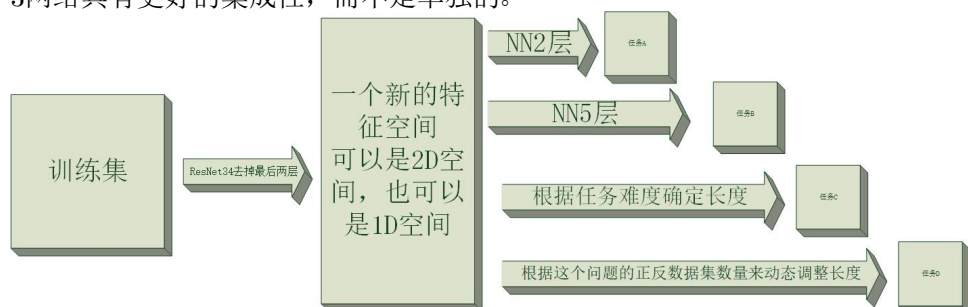 3网络具有更好的集成性，而不是单独的。
训练集
ResNet34去掉最后两层
一个新的特
征空间
可以是2D空
间，也可以
是1D空间
NN2层
任务A
NN5层
任务B
根据任务难度确定长度
任务C
根据这个问题的正反数据集数量来动态调整长度
任务D